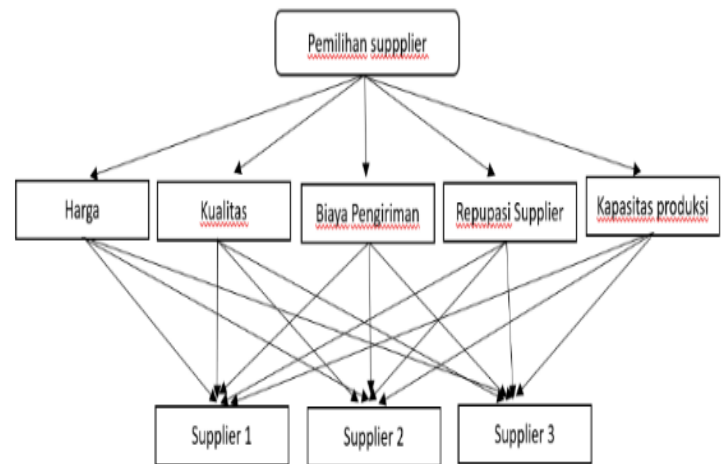 Pemilihan suppplier
Harga
Kualitas
Biaya Pengiriman
Repupasi Supplier
Kapasitas produksi
Supplier 1
Supplier 2
Supplier 3